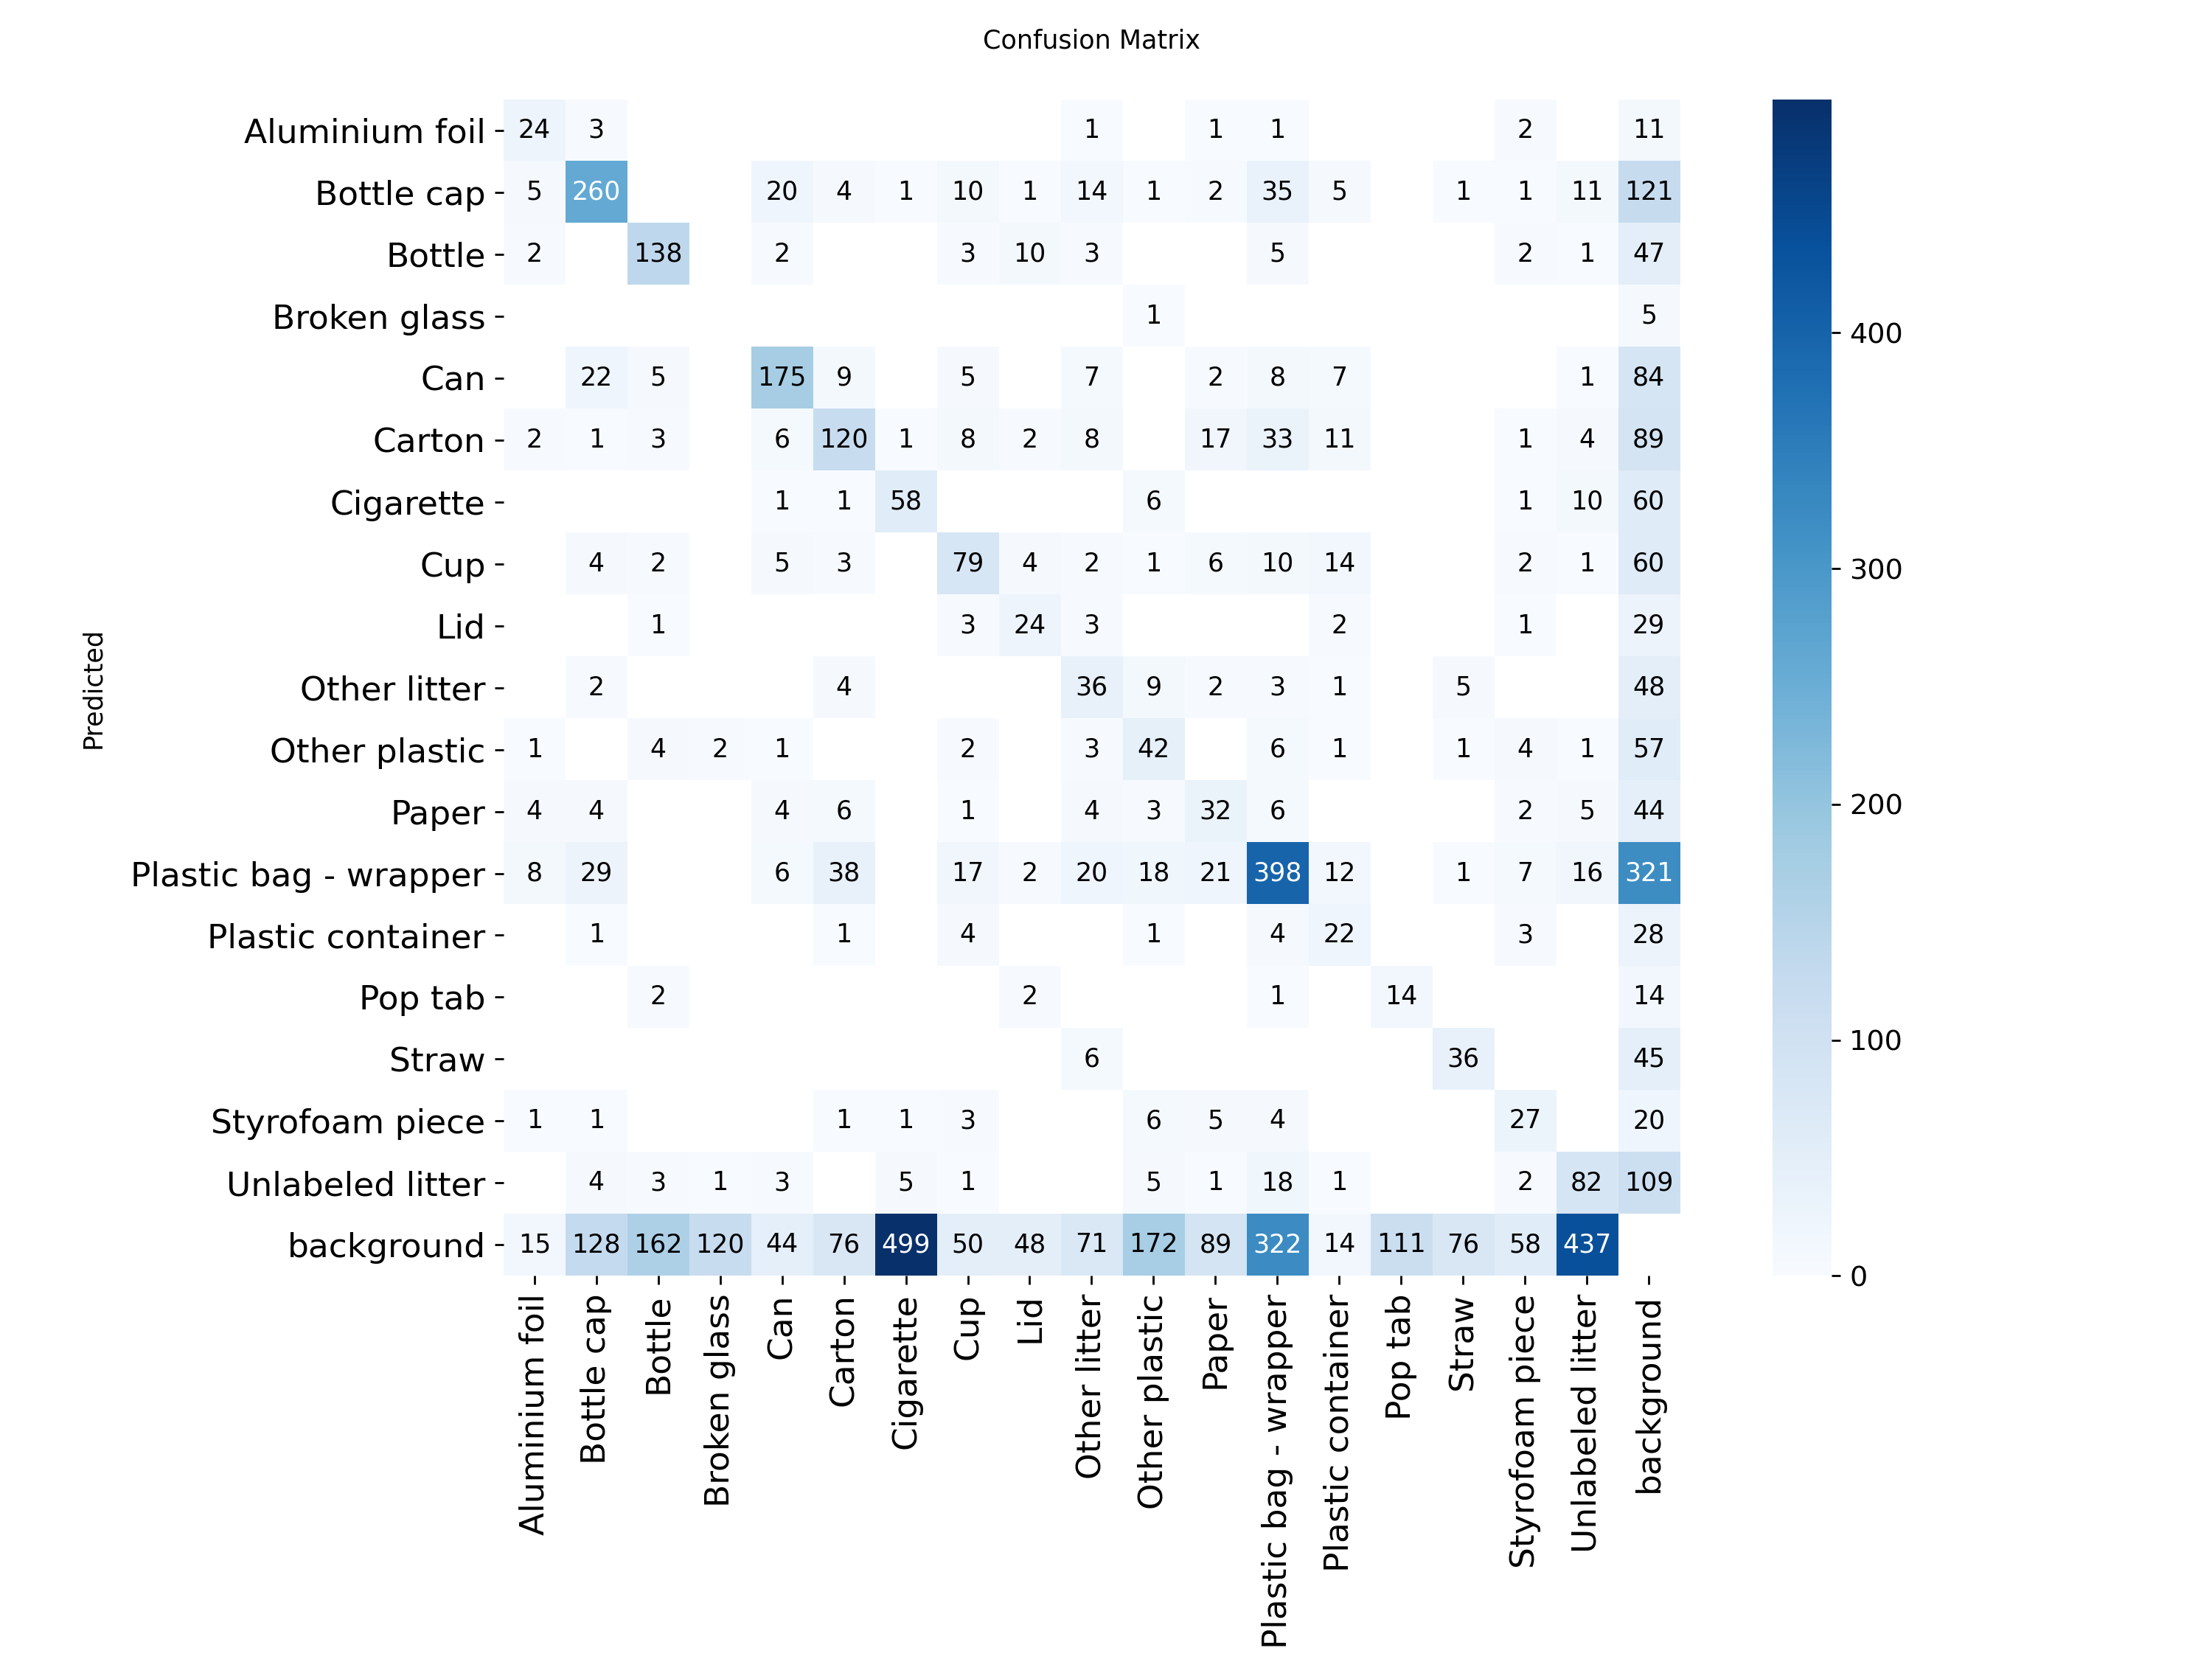 Confusion Matrix
Predicted
Aluminium foil 24 3 1 1 1 2 11
Bottle cap 5 260 20 4 1 10 1 14 1 2 35 5 1 1 11 121
Bottle 2 138 2 3 10 3 5 2 1 47
Broken glass 1 5
Can 22 5 175 9 5 7 2 8 7 1 84
Carton 2 1 3 6 120 1 8 2 8 17 33 11 1 4 89
Cigarette 1 1 58 6 1 10 60
Cup 4 2 5 3 79 4 2 1 6 10 14 2 1 60
Lid 1 3 24 3 2 1 29
Other litter 2 4 36 9 2 3 1 5 48
Other plastic 1 4 2 1 2 3 42 6 1 1 4 1 57
Paper 4 4 4 6 1 4 3 32 6 2 5 44
Plastic bag - wrapper 8 29 6 38 17 2 20 18 21 398 12 1 7 16 321
Plastic container 1 1 4 1 4 22 3 28
Pop tab 2 2 1 14 14
Straw 6 36 45
Styrofoam piece 1 1 1 1 3 6 5 4 27 20
Unlabeled litter 4 3 1 3 5 1 5 1 18 1 2 82 109
background 15 128 162 120 44 76 499 50 48 71 172 89 322 14 111 76 58 437
Aluminium foil
Bottle cap
Bottle
Broken glass
Can
Carton
Cigarette
Cup
Lid
Other litter
Other plastic
Paper
Plastic bag - wrapper
Plastic container
Pop tab
Straw
Styrofoam piece
Unlabeled litter
background
400
300
200
100
0